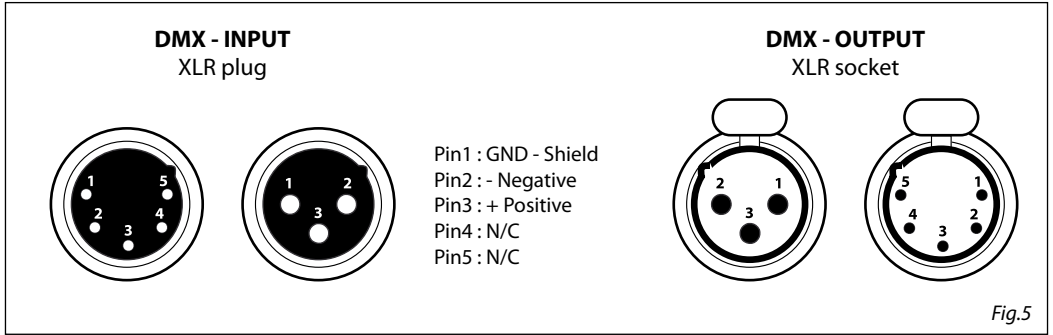 DMX - INPUT
XLR plug
1
5
2
4
3
1
2
3
Pin1 : GND - Shield
Pin2 : - Negative
Pin3 : + Positive
Pin4 : N/C
Pin5 : N/C
DMX - OUTPUT
XLR socket
2
1
3
5
1
4
2
3
Fig.5